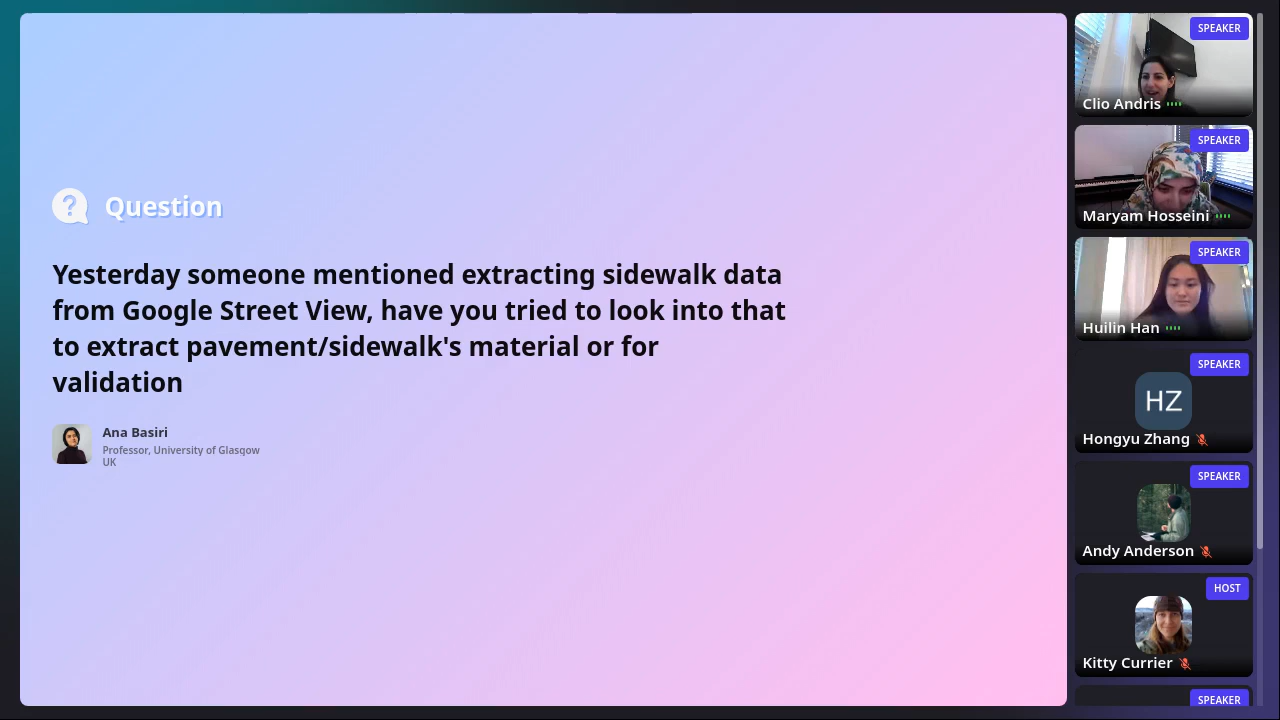 Question
Yesterday someone mentioned extracting sidewalk data
from Google Street View, have you tried to look into that
to extract pavement/sidewalk's material or for
validation
Ana Basiri
Professor, University of Glasgow
UK
SPEAKER
Clio Andris
SPEAKER
Maryam Hosseini
SPEAKER
Huilin Han
SPEAKER
HZ
Hongyu Zhang
SPEAKER
Andy Anderson
HOST
Kitty Currier
SPEAKER